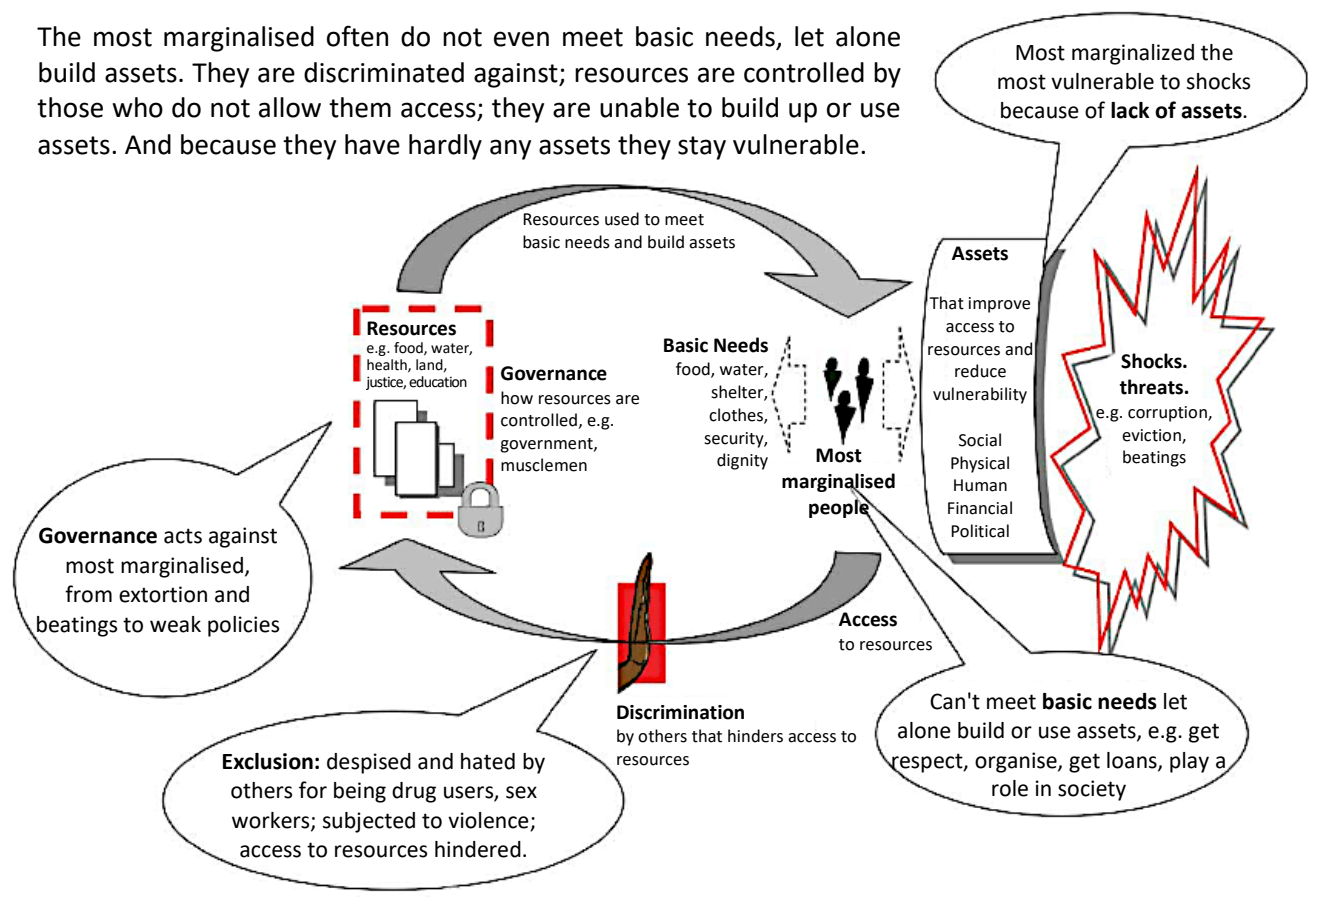 The most marginalised often do not even meet basic needs, let alone
build assets. They are discriminated against; resources are controlled by
those who do not allow them access; they are unable to build up or use
assets. And because they have hardly any assets they stay vulnerable.
Most marginalized the
most vulnerable to shocks
because of lack of assets.
Resources used to meet
basic needs and build assets
Resources
e.g. food, water,
health, land,
justice, education
Governance
how resources are
controlled, e.g.
government,
musclemen
Basic Needs
food, water,
shelter,
clothes,
security,
dignity
Most
marginalised
people
Assets
That improve
access to
resources and
reduce
vulnerability
Social
Physical
Human
Financial
Political
Shocks.
threats.
e.g. corruption,
eviction,
beatings
Governance acts against
most marginalised,
from extortion and
beatings to weak policies
Access
to resources
Discrimination
by others that hinders access to
resources
Exclusion: despised and hated by
others for being drug users, sex
workers; subjected to violence;
access to resources hindered.
Can't meet basic needs let
alone build or use assets, e.g. get
respect, organise, get loans, play a
role in society